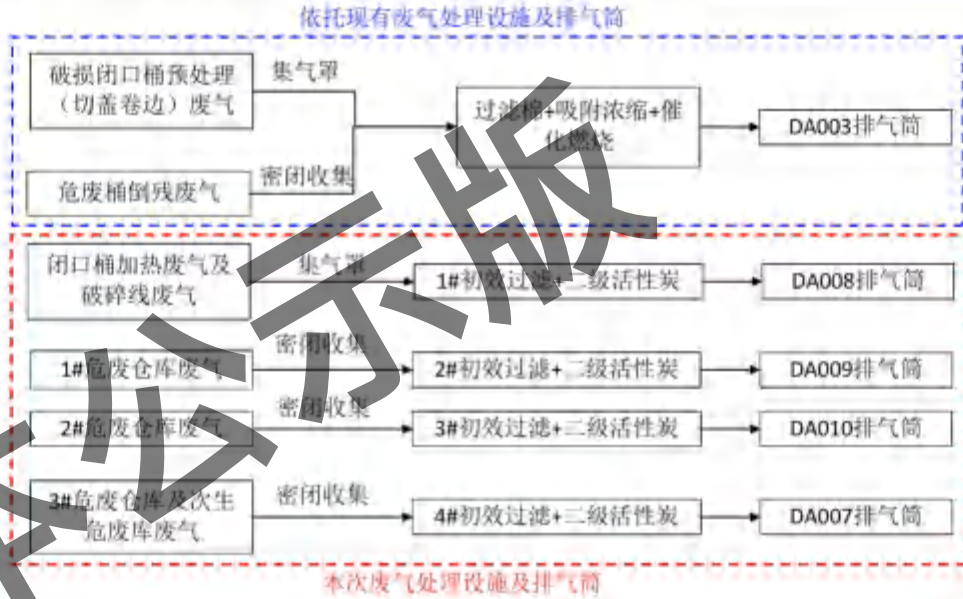 依托现有废气处理设施及排气筒
破损闭口桶预处理
（切盖卷边）废气
集气罩
过滤棉+吸附浓缩+催
化燃烧
DA003排气筒
危废桶倒残废气
密闭收集
闭口桶加热废气及
破碎线废气
集气罩
1#初效过滤+二级活性炭
DA008排气筒
1#危废仓库废气
密闭收集
2#初效过滤+二级活性炭
DA009排气筒
2#危废仓库废气
密闭收集
3#初效过滤+二级活性炭
DA010排气筒
3#危废仓库及次生
危废库废气
密闭收集
4#初效过滤+二级活性炭
DA007排气筒
本次废气处理设施及排气筒
公示版